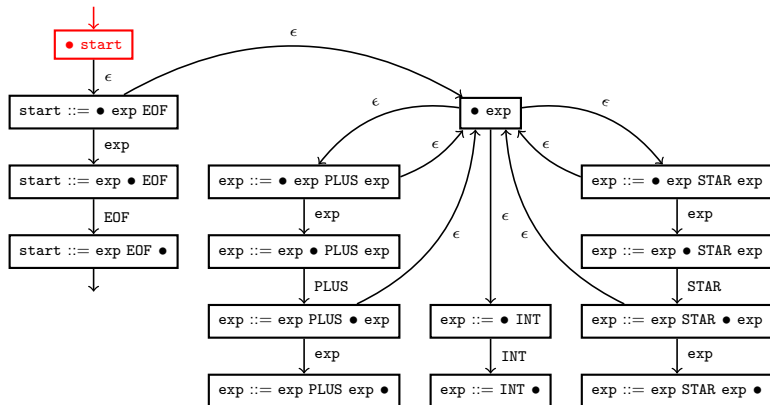 ● start
ϵ
ϵ
start ::= ● exp EOF
● exp
ϵ
ϵ
exp
ϵ
ϵ
start ::= exp ● EOF
exp ::= ● exp PLUS exp
exp ::= ● exp STAR exp
EOF
exp
ϵ
exp
ϵ
ϵ
ϵ
start ::= exp EOF ●
exp ::= exp ● PLUS exp
exp ::= exp ● STAR exp
PLUS
STAR
exp ::= exp PLUS ● exp
exp ::= ● INT
exp ::= exp STAR ● exp
exp
INT
exp
exp ::= exp PLUS exp ●
exp ::= INT ●
exp ::= exp STAR exp ●